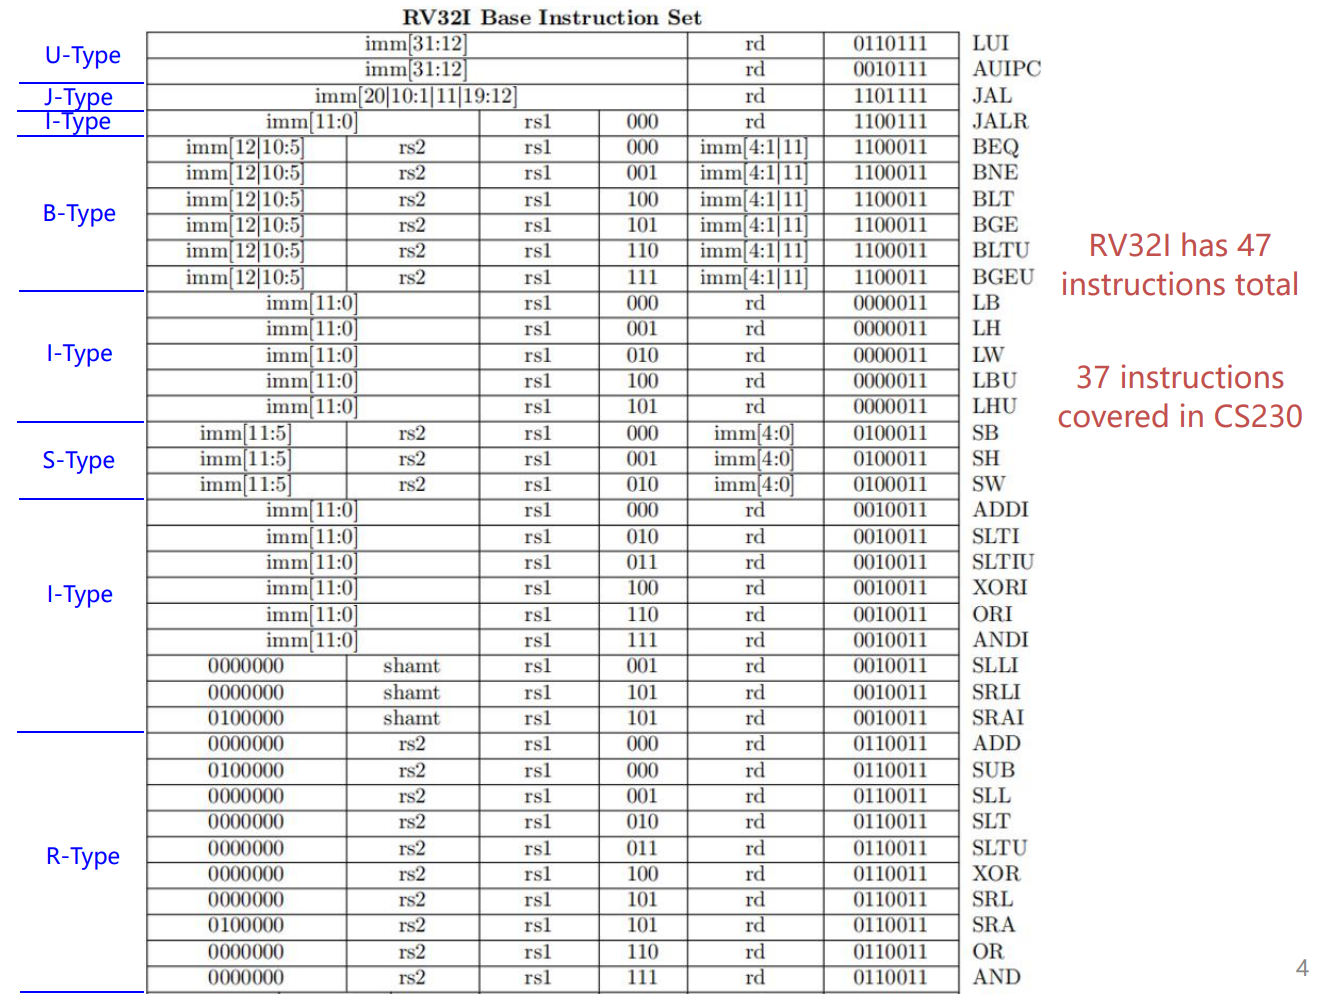 RV32I Base Instruction Set
U-Type
imm[31:12] rd 0110111 LUI
imm[31:12] rd 0010111 AUIPC
J-Type imm[20|10:1|11|19:12] rd 1101111 JAL
I-Type imm[11:0] rs1 000 rd 1100111 JALR
B-Type
imm[12|10:5] rs2 rs1 000 imm[4:1|11] 1100011 BEQ
imm[12|10:5] rs2 rs1 001 imm[4:1|11] 1100011 BNE
imm[12|10:5] rs2 rs1 100 imm[4:1|11] 1100011 BLT
imm[12|10:5] rs2 rs1 101 imm[4:1|11] 1100011 BGE
imm[12|10:5] rs2 rs1 110 imm[4:1|11] 1100011 BLTU
imm[12|10:5] rs2 rs1 111 imm[4:1|11] 1100011 BGEU
I-Type
imm[11:0] rs1 000 rd 0000011 LB
imm[11:0] rs1 001 rd 0000011 LH
imm[11:0] rs1 010 rd 0000011 LW
imm[11:0] rs1 100 rd 0000011 LBU
imm[11:0] rs1 101 rd 0000011 LHU
S-Type
imm[11:5] rs2 rs1 000 imm[4:0] 0100011 SB
imm[11:5] rs2 rs1 001 imm[4:0] 0100011 SH
imm[11:5] rs2 rs1 010 imm[4:0] 0100011 SW
I-Type
imm[11:0] rs1 000 rd 0010011 ADDI
imm[11:0] rs1 010 rd 0010011 SLTI
imm[11:0] rs1 011 rd 0010011 SLTIU
imm[11:0] rs1 100 rd 0010011 XORI
imm[11:0] rs1 110 rd 0010011 ORI
imm[11:0] rs1 111 rd 0010011 ANDI
0000000 shamt rs1 001 rd 0010011 SLLI
0000000 shamt rs1 101 rd 0010011 SRLI
0100000 shamt rs1 101 rd 0010011 SRAI
R-Type
0000000 rs2 rs1 000 rd 0110011 ADD
0100000 rs2 rs1 000 rd 0110011 SUB
0000000 rs2 rs1 001 rd 0110011 SLL
0000000 rs2 rs1 010 rd 0110011 SLT
0000000 rs2 rs1 011 rd 0110011 SLTU
0000000 rs2 rs1 100 rd 0110011 XOR
0000000 rs2 rs1 101 rd 0110011 SRL
0100000 rs2 rs1 101 rd 0110011 SRA
0000000 rs2 rs1 110 rd 0110011 OR
0000000 rs2 rs1 111 rd 0110011 AND
RV32I has 47
instructions total
37 instructions
covered in CS230
4